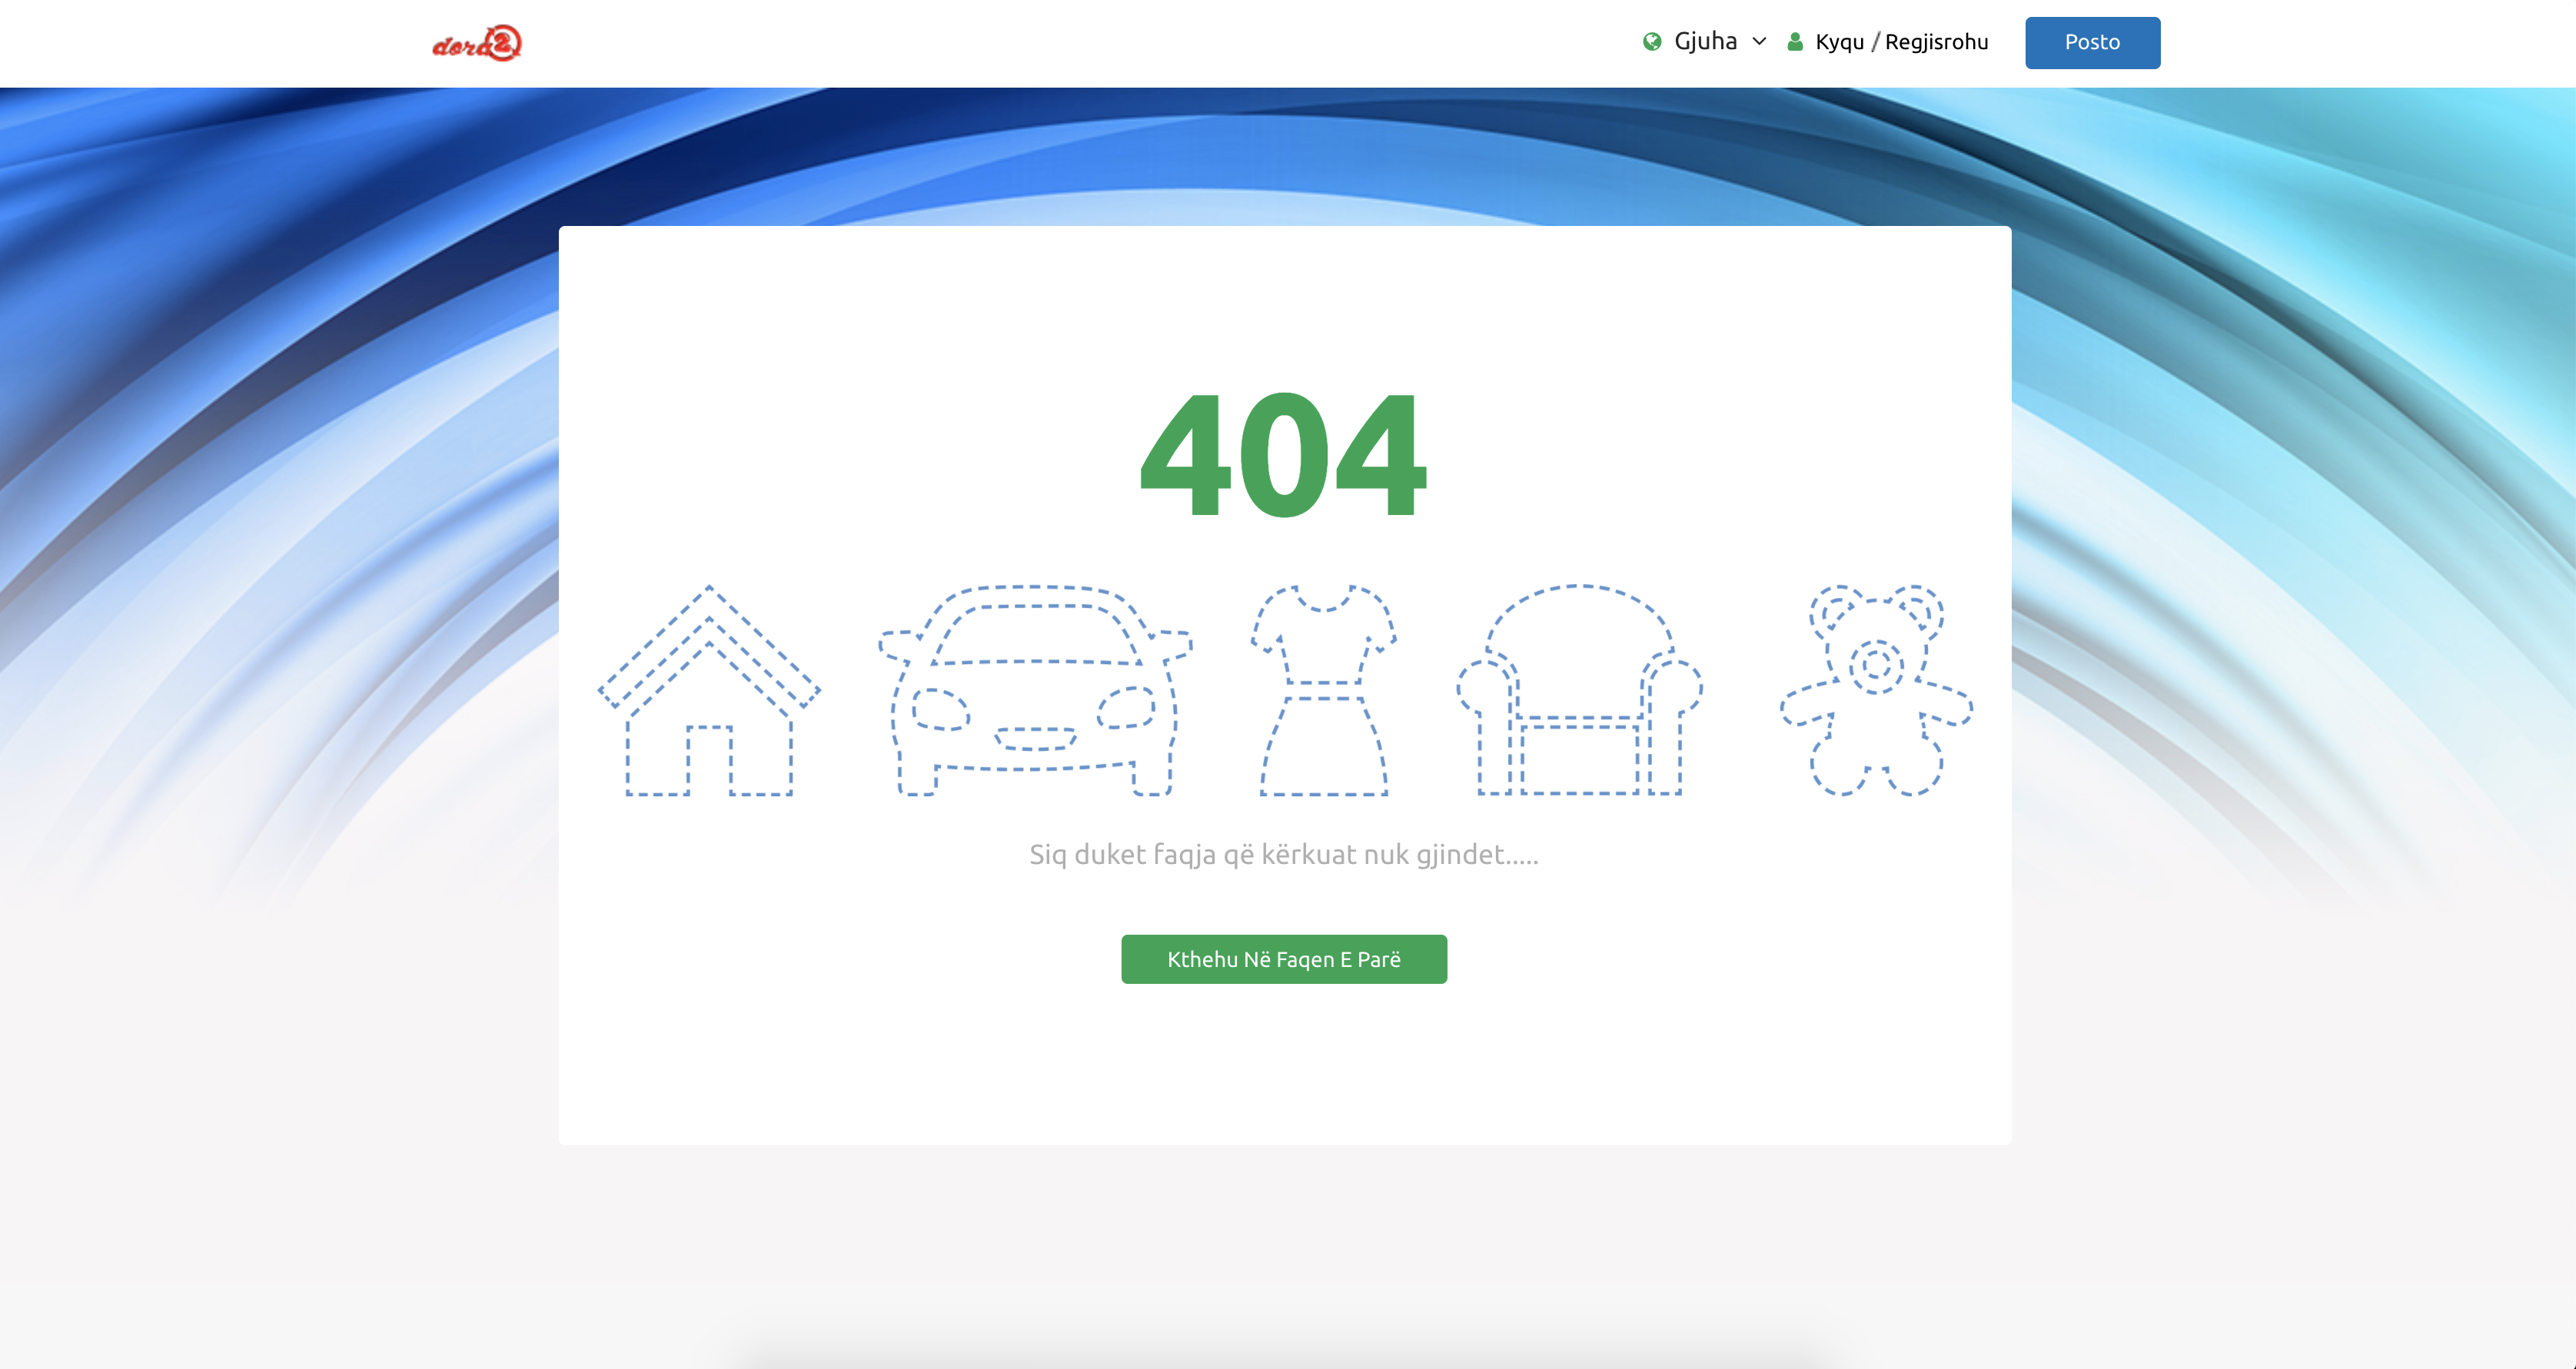 dora2
Gjuha
Kyqu / Regjisrohu
Posto
404
Siq duket faqja që kërkuat nuk gjindet.....
Kthehu Në Faqen E Parë